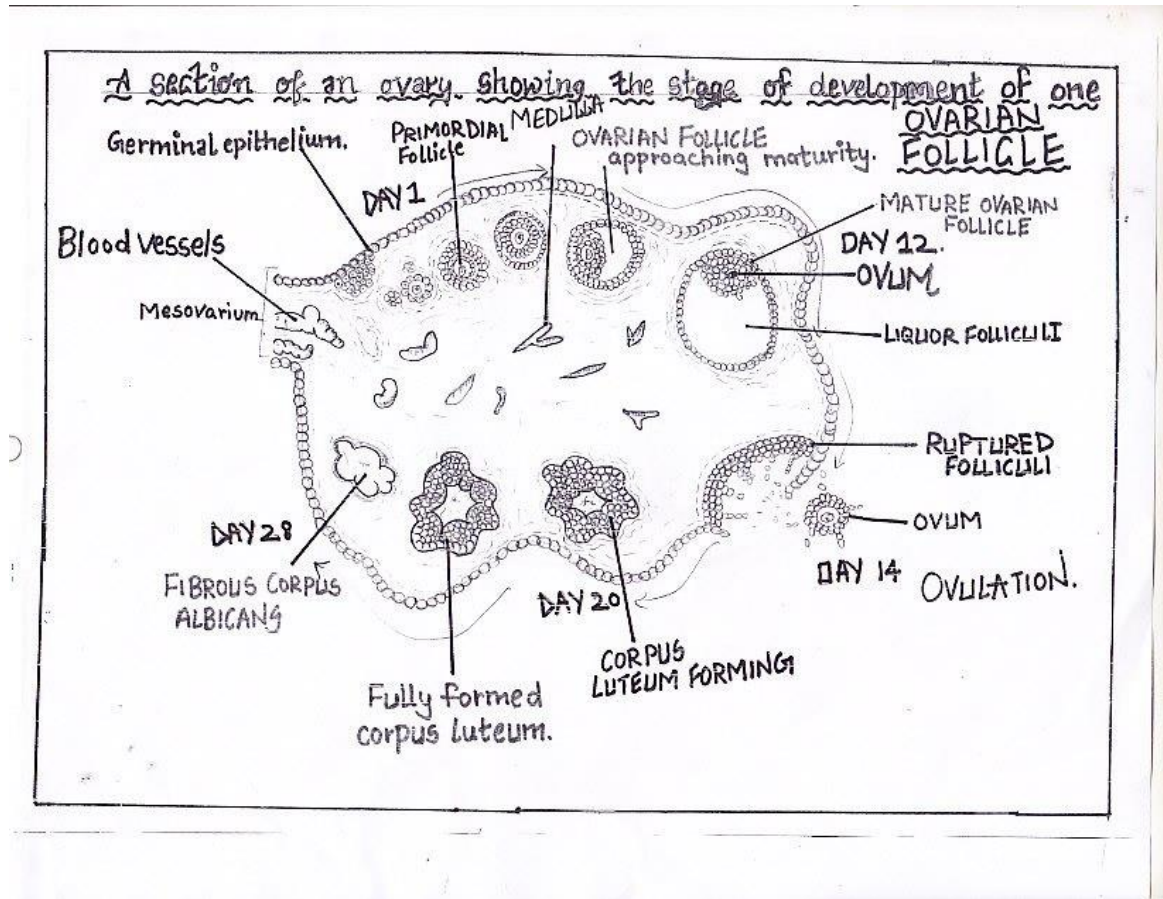 A section of an ovary showing the stage of development of one
OVARIAN
FOLLICLE
Germinal epithelium.
PRIMORDIAL
Follicle
MEDULLA
OVARIAN FOLLICLE
approaching maturity.
DAY 1
MATURE OVARIAN
FOLLICLE
Blood vessels
DAY 12.
OVUM
Mesovarium
LIQUOR FOLLICULI
RUPTURED
FOLLICULI
OVUM
DAY 28
DAY 14
OVULATION.
FIBROUS CORPUS
ALBICANS
DAY 20
CORPUS
LUTEUM FORMING
Fully formed
corpus luteum.